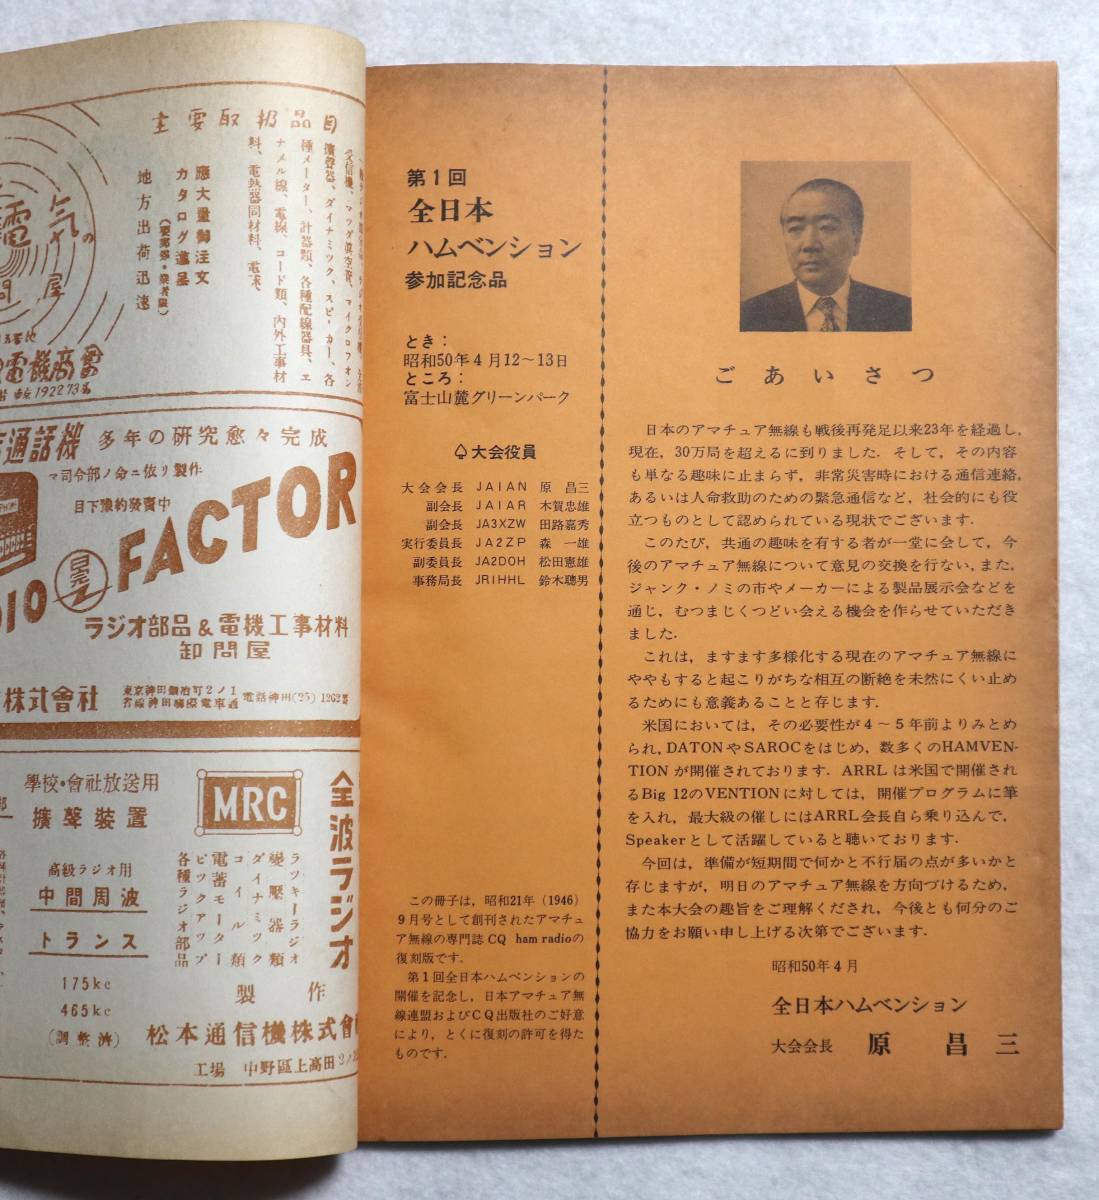 主要取扱品目
受信機、マツダ眞空管、マイクロフオン
擴聲器、ダイナミック、スピーカー、各
種メーター、計器類、各種配線器具、エ
ナメル線、電線、コード類、内外工事材
料、電熱器同材料、電球、
應大量御注文
カタログ進呈
地方出荷迅速
電気の
問屋
電機商會
通話機
多年の研究愈々完成
マ司令部ノ命ニ依リ製作
目下豫約発賣中
FACTOR
ラジオ部品&電機工事材料
卸問屋
株式會社
東京神田鍛冶町2ノ1
電話神田(25)1262番
學校・會社放送用
擴聲装置
高級ラジオ用
中間周波
トランス
175kc
465kc
(調整濟)
MRC
全波ラジオ
ラッキーラジオ
變壓器類
ダイナミック
コイル類
電蓄モーター
ピックアップ
各種ラジオ部品
製作
松本通信機株式會
工場 中野區上高田2ノ
第1回
全日本
ハムベンション
参加記念品
とき:
昭和50年4月12〜13日
ところ:
富士山麓グリーンパーク
♤大会役員
大会会長 JAIAN 原 昌三
副会長 JAIAR 木賀忠雄
副会長 JA3XZW 田路嘉秀
実行委員長 JA2ZP 森 一雄
副委員長 JA2DOH 松田憲雄
事務局長 JRIHHL 鈴木聰男
この冊子は,昭和21年(1946)
9月号として創刊されたアマチュ
ア無線の専門誌CQ ham radioの
復刻版です.
第1回全日本ハムベンションの
開催を記念し,日本アマチュア無
線連盟およびCQ出版社のご好意
により,とくに復刻の許可を得た
ものです.
ごあいさつ
日本のアマチュア無線も戦後再発足以来23年を経過し,
現在,30万局を超えるに到りました.そして,その内容
も単なる趣味に止まらず,非常災害時における通信連絡,
あるいは人命救助のための緊急通信など,社会的にも役
立つものとして認められている現状でございます.
このたび,共通の趣味を有する者が一堂に会して,今
後のアマチュア無線について意見の交換を行ない,また,
ジャンク・ノミの市やメーカーによる製品展示会などを
通じ,むつまじくつどい会える機会を作らせていただき
ました.
これは,ますます多様化する現在のアマチュア無線に
ややもすると起こりがちな相互の断絶を未然にくい止め
るためにも意義あることと存じます.
米国においては,その必要性が4〜5年前よりみとめ
られ,DATONやSAROCをはじめ,数多くのHAMVEN-
TIONが開催されております.ARRLは米国で開催され
るBig 12のVENTIONに対しては,開催プログラムに筆
を入れ,最大級の催しにはARRL会長自ら乗り込んで,
Speakerとして活躍していると聴いております.
今回は,準備が短期間で何かと不行届の点が多いかと
存じますが,明日のアマチュア無線を方向づけるため,
また本大会の趣旨をご理解くだされ,今後とも何分のご
協力をお願い申し上げる次第でございます.
昭和50年4月
全日本ハムベンション
大会会長 原 昌三